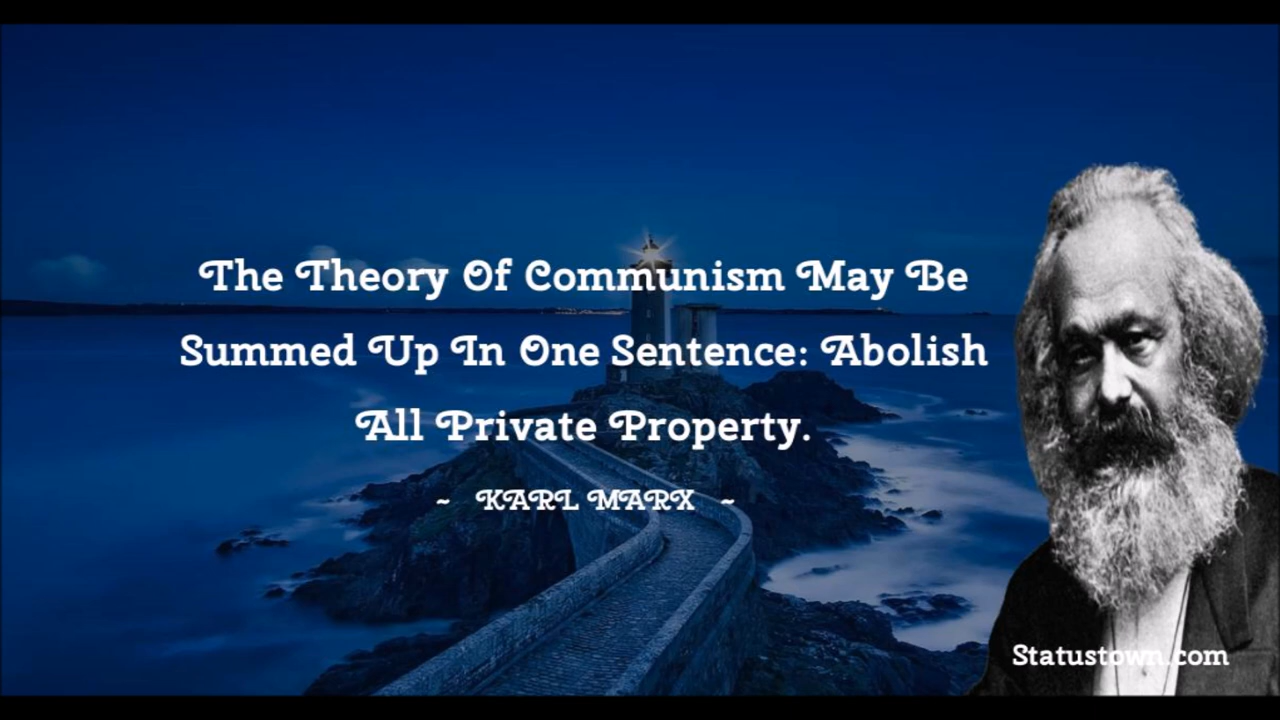 The Theory Of Communism May Be
Summed Up In One Sentence: Abolish
All Private Property.
~ KARL MARX ~
Statustown.com